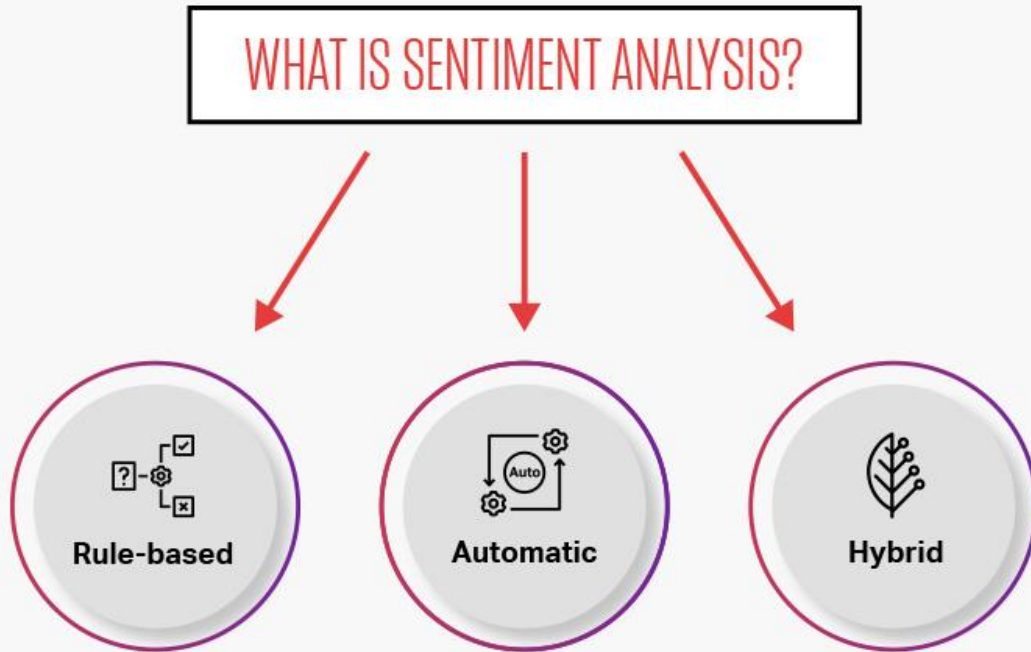 WHAT IS SENTIMENT ANALYSIS?
?
Auto
Rule-based
Automatic
Hybrid